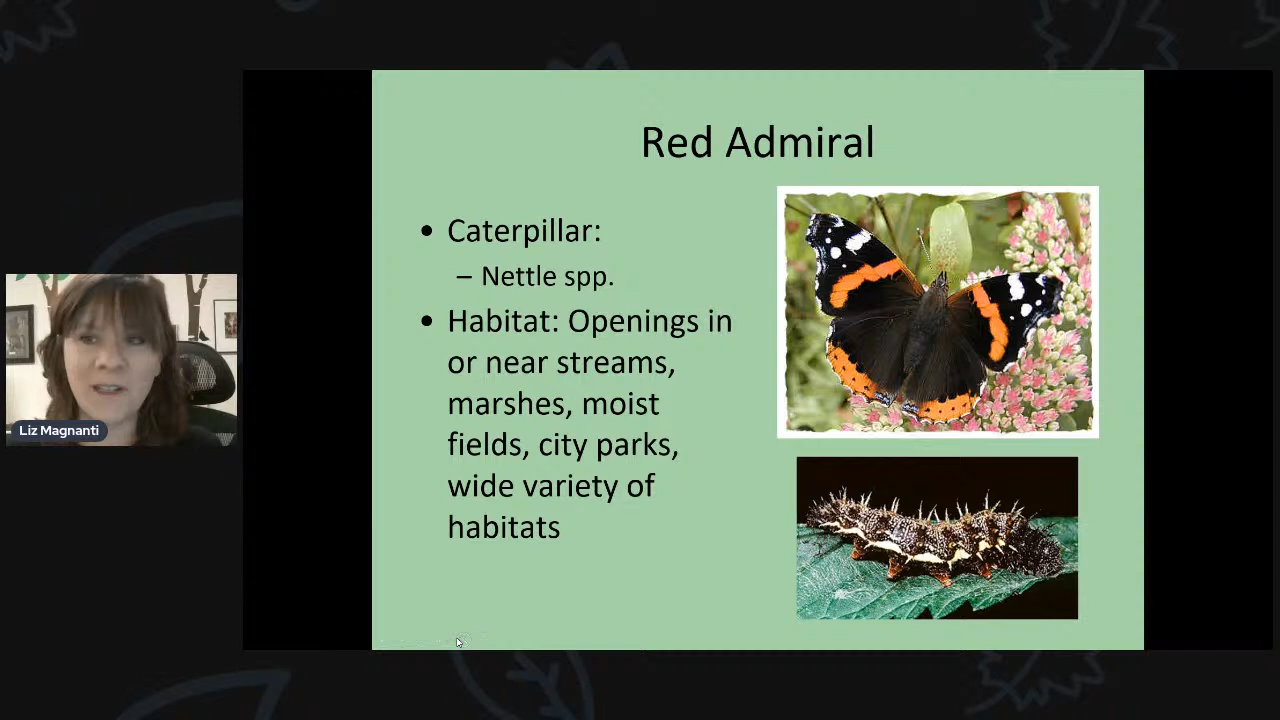 Red Admiral
• Caterpillar:
– Nettle spp.
• Habitat: Openings in
or near streams,
marshes, moist
fields, city parks,
wide variety of
habitats
Liz Magnanti